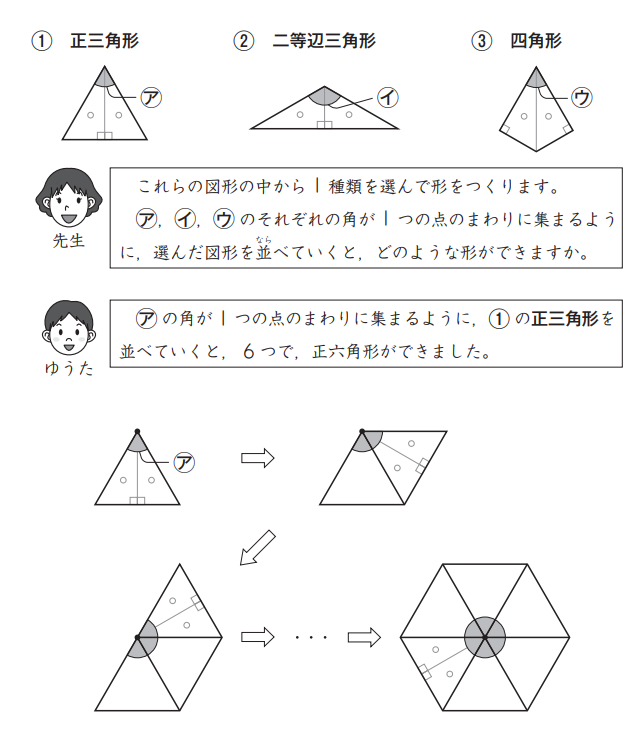 ① 正三角形 ② 二等辺三角形 ③ 四角形
㋐ ㋑ ㋒
これらの図形の中から1種類を選んで形をつくります。
㋐，㋑，㋒のそれぞれの角が1つの点のまわりに集まるよう
なら
に，選んだ図形を並べていくと，どのような形ができますか。
先生
㋐の角が1つの点のまわりに集まるように，①の正三角形を
並べていくと，6つで，正六角形ができました。
ゆうた
㋐
・・・